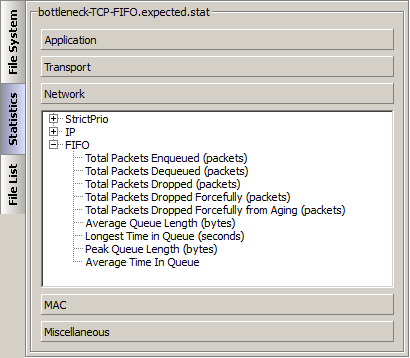 bottleneck-TCP-FIFO.expected.stat
File System
Statistics
File List
Application
Transport
Network
StrictPrio
IP
FIFO
Total Packets Enqueued (packets)
Total Packets Dequeued (packets)
Total Packets Dropped (packets)
Total Packets Dropped Forcefully (packets)
Total Packets Dropped Forcefully from Aging (packets)
Average Queue Length (bytes)
Longest Time in Queue (seconds)
Peak Queue Length (bytes)
Average Time In Queue
MAC
Miscellaneous